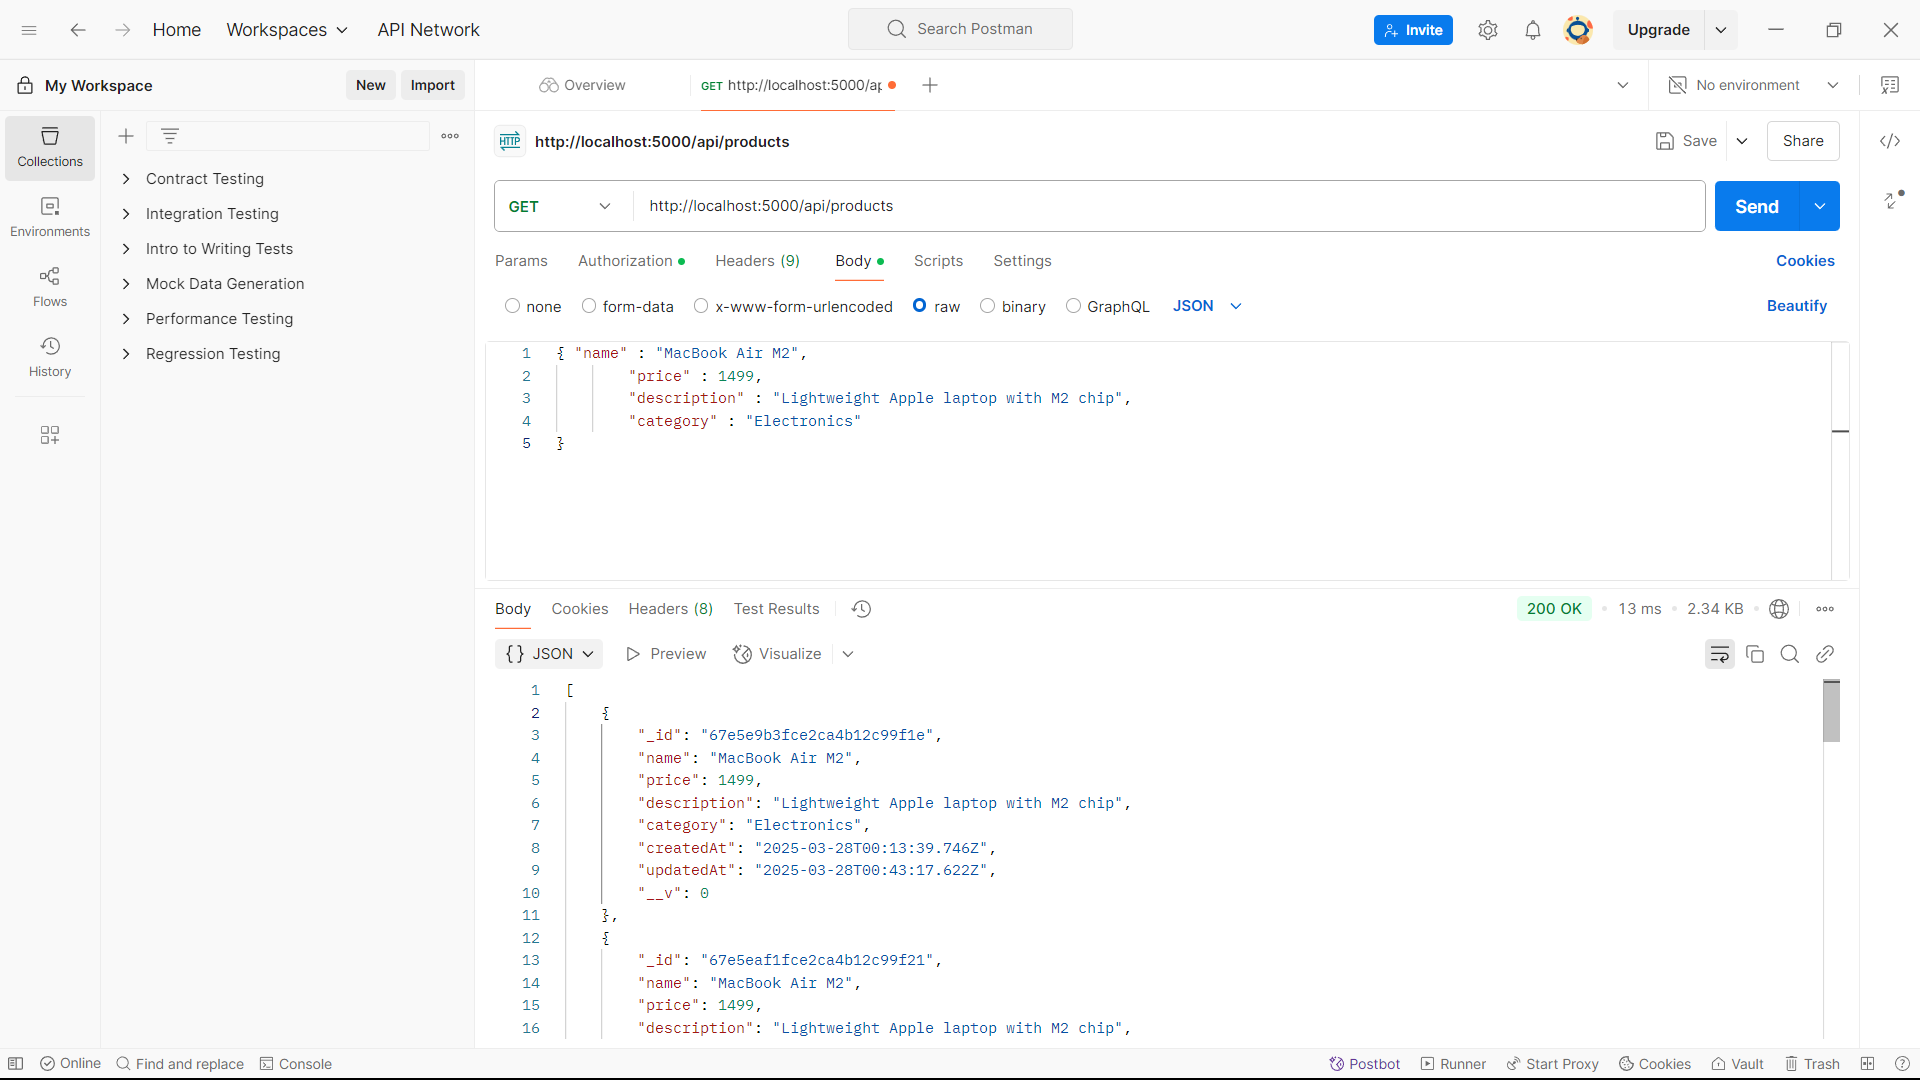 Home Workspaces API Network Search Postman Invite Upgrade
My Workspace New Import Overview GET http://localhost:5000/ap No environment
Collections
Environments
Flows
History
Contract Testing
Integration Testing
Intro to Writing Tests
Mock Data Generation
Performance Testing
Regression Testing
HTTP http://localhost:5000/api/products Save Share
GET http://localhost:5000/api/products Send
Params Authorization Headers (9) Body Scripts Settings Cookies
none form-data x-www-form-urlencoded raw binary GraphQL JSON Beautify
1 { "name" : "MacBook Air M2",
2 "price" : 1499,
3 "description" : "Lightweight Apple laptop with M2 chip",
4 "category" : "Electronics"
5 }
Body Cookies Headers (8) Test Results 200 OK • 13 ms • 2.34 KB •
{} JSON Preview Visualize
1 [
2 {
3 "_id": "67e5e9b3fce2ca4b12c99f1e",
4 "name": "MacBook Air M2",
5 "price": 1499,
6 "description": "Lightweight Apple laptop with M2 chip",
7 "category": "Electronics",
8 "createdAt": "2025-03-28T00:13:39.746Z",
9 "updatedAt": "2025-03-28T00:43:17.622Z",
10 "__v": 0
11 },
12 {
13 "_id": "67e5eaf1fce2ca4b12c99f21",
14 "name": "MacBook Air M2",
15 "price": 1499,
16 "description": "Lightweight Apple laptop with M2 chip",
Online Find and replace Console Postbot Runner Start Proxy Cookies Vault Trash